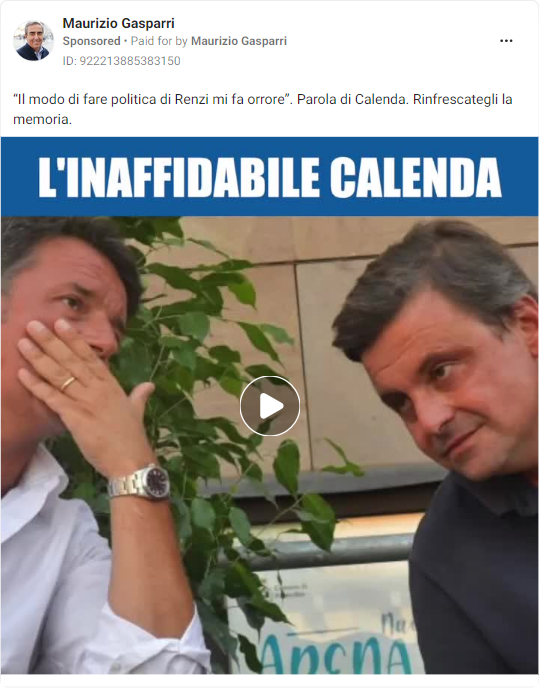 Maurizio Gasparri
Sponsored • Paid for by Maurizio Gasparri
ID: 922213885383150
“Il modo di fare politica di Renzi mi fa orrore”. Parola di Calenda. Rinfrescategli la
memoria.
L'INAFFIDABILE CALENDA